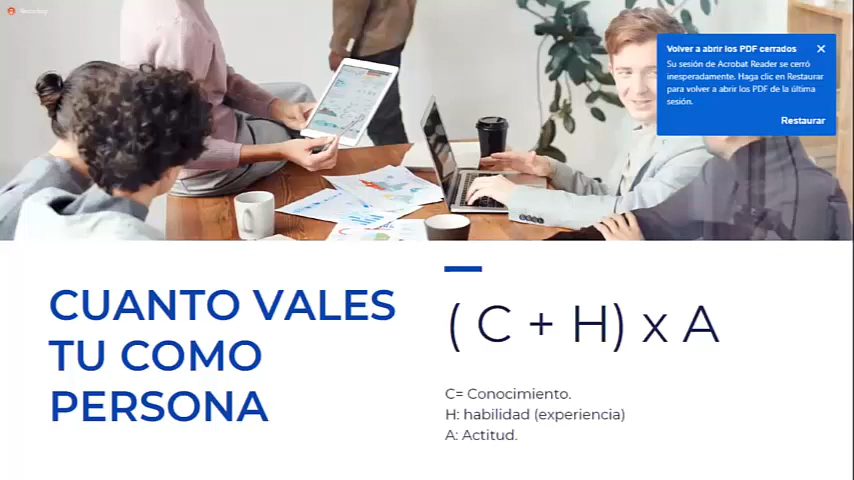 Volver a abrir los PDF cerrados
Su sesión de Acrobat Reader se cerró
inesperadamente. Haga clic en Restaurar
para volver a abrir los PDF de la última
sesión.
Restaurar
CUANTO VALES
TU COMO
PERSONA
( C + H) x A
C= Conocimiento.
H: habilidad (experiencia)
A: Actitud.